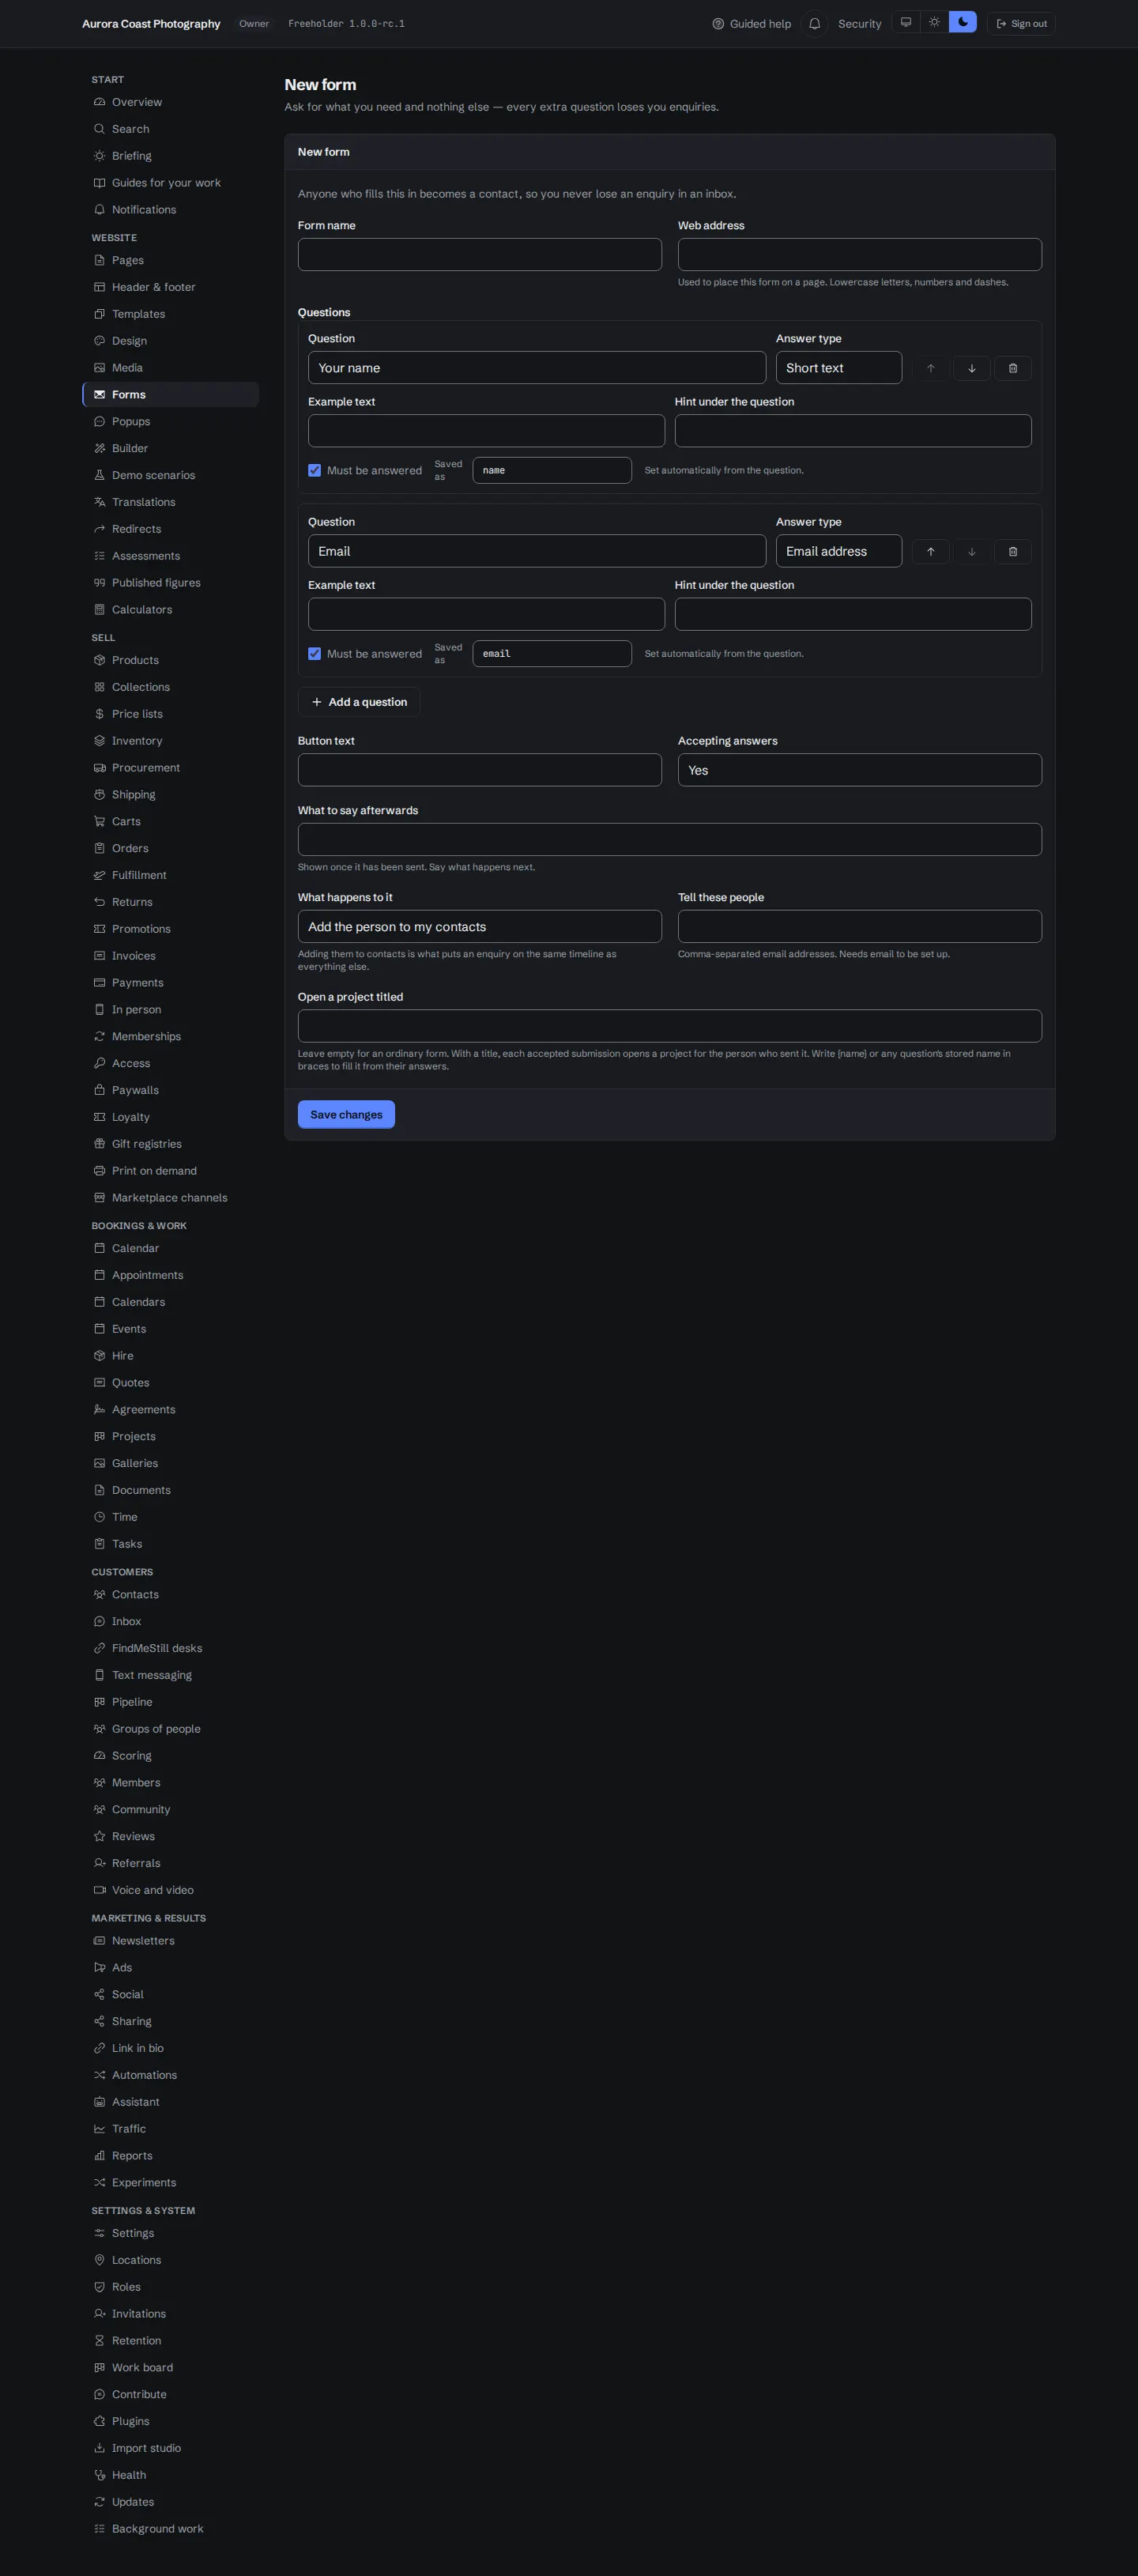 Aurora Coast Photography
Owner
Freeholder 1.0.0-rc.1
Guided help
Security
Sign out
START
Overview
Search
Briefing
Guides for your work
Notifications
WEBSITE
Pages
Header & footer
Templates
Design
Media
Forms
Popups
Builder
Demo scenarios
Translations
Redirects
Assessments
Published figures
Calculators
SELL
Products
Collections
Price lists
Inventory
Procurement
Shipping
Carts
Orders
Fulfillment
Returns
Promotions
Invoices
Payments
In person
Memberships
Access
Paywalls
Loyalty
Gift registries
Print on demand
Marketplace channels
BOOKINGS & WORK
Calendar
Appointments
Calendars
Events
Hire
Quotes
Agreements
Projects
Galleries
Documents
Time
Tasks
CUSTOMERS
Contacts
Inbox
FindMeStill desks
Text messaging
Pipeline
Groups of people
Scoring
Members
Community
Reviews
Referrals
Voice and video
MARKETING & RESULTS
Newsletters
Ads
Social
Sharing
Link in bio
Automations
Assistant
Traffic
Reports
Experiments
SETTINGS & SYSTEM
Settings
Locations
Roles
Invitations
Retention
Work board
Contribute
Plugins
Import studio
Health
Updates
Background work
New form
Ask for what you need and nothing else — every extra question loses you enquiries.
New form
Anyone who fills this in becomes a contact, so you never lose an enquiry in an inbox.
Form name
Web address
Used to place this form on a page. Lowercase letters, numbers and dashes.
Questions
Question
Answer type
Your name
Short text
Example text
Hint under the question
Must be answered
Saved
as
name
Set automatically from the question.
Question
Answer type
Email
Email address
Example text
Hint under the question
Must be answered
Saved
as
email
Set automatically from the question.
Add a question
Button text
Accepting answers
Yes
What to say afterwards
Shown once it has been sent. Say what happens next.
What happens to it
Tell these people
Add the person to my contacts
Adding them to contacts is what puts an enquiry on the same timeline as
everything else.
Comma-separated email addresses. Needs email to be set up.
Open a project titled
Leave empty for an ordinary form. With a title, each accepted submission opens a project for the person who sent it. Write {name} or any question's stored name in
braces to fill it from their answers.
Save changes